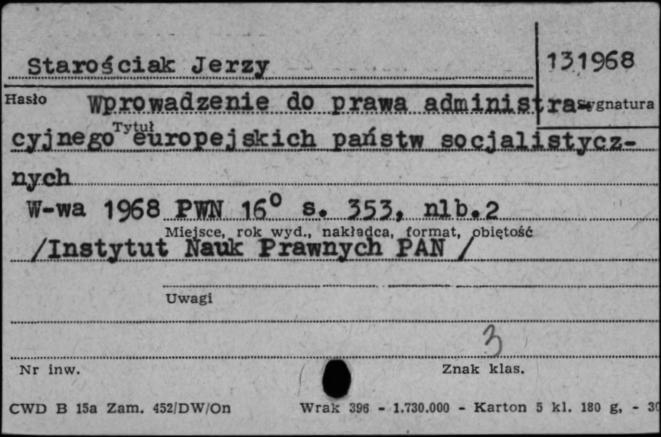 Starościak Jerzy
131968
Hasło
Wprowadzenie do prawa administra-
Sygnatura
Tytuł
cyjnego europejskich państw socjalistycz-
nych
W-wa 1968 PWN 16° s. 353, nlb.2
Miejsce, rok wyd., nakładca, format, objętość
/Instytut Nauk Prawnych PAN /
Uwagi
3
Nr inw.
Znak klas.
CWD B 15a Zam. 452/DW/On Wrak 396 - 1.730.000 - Karton 5 kl. 180 g, - 30